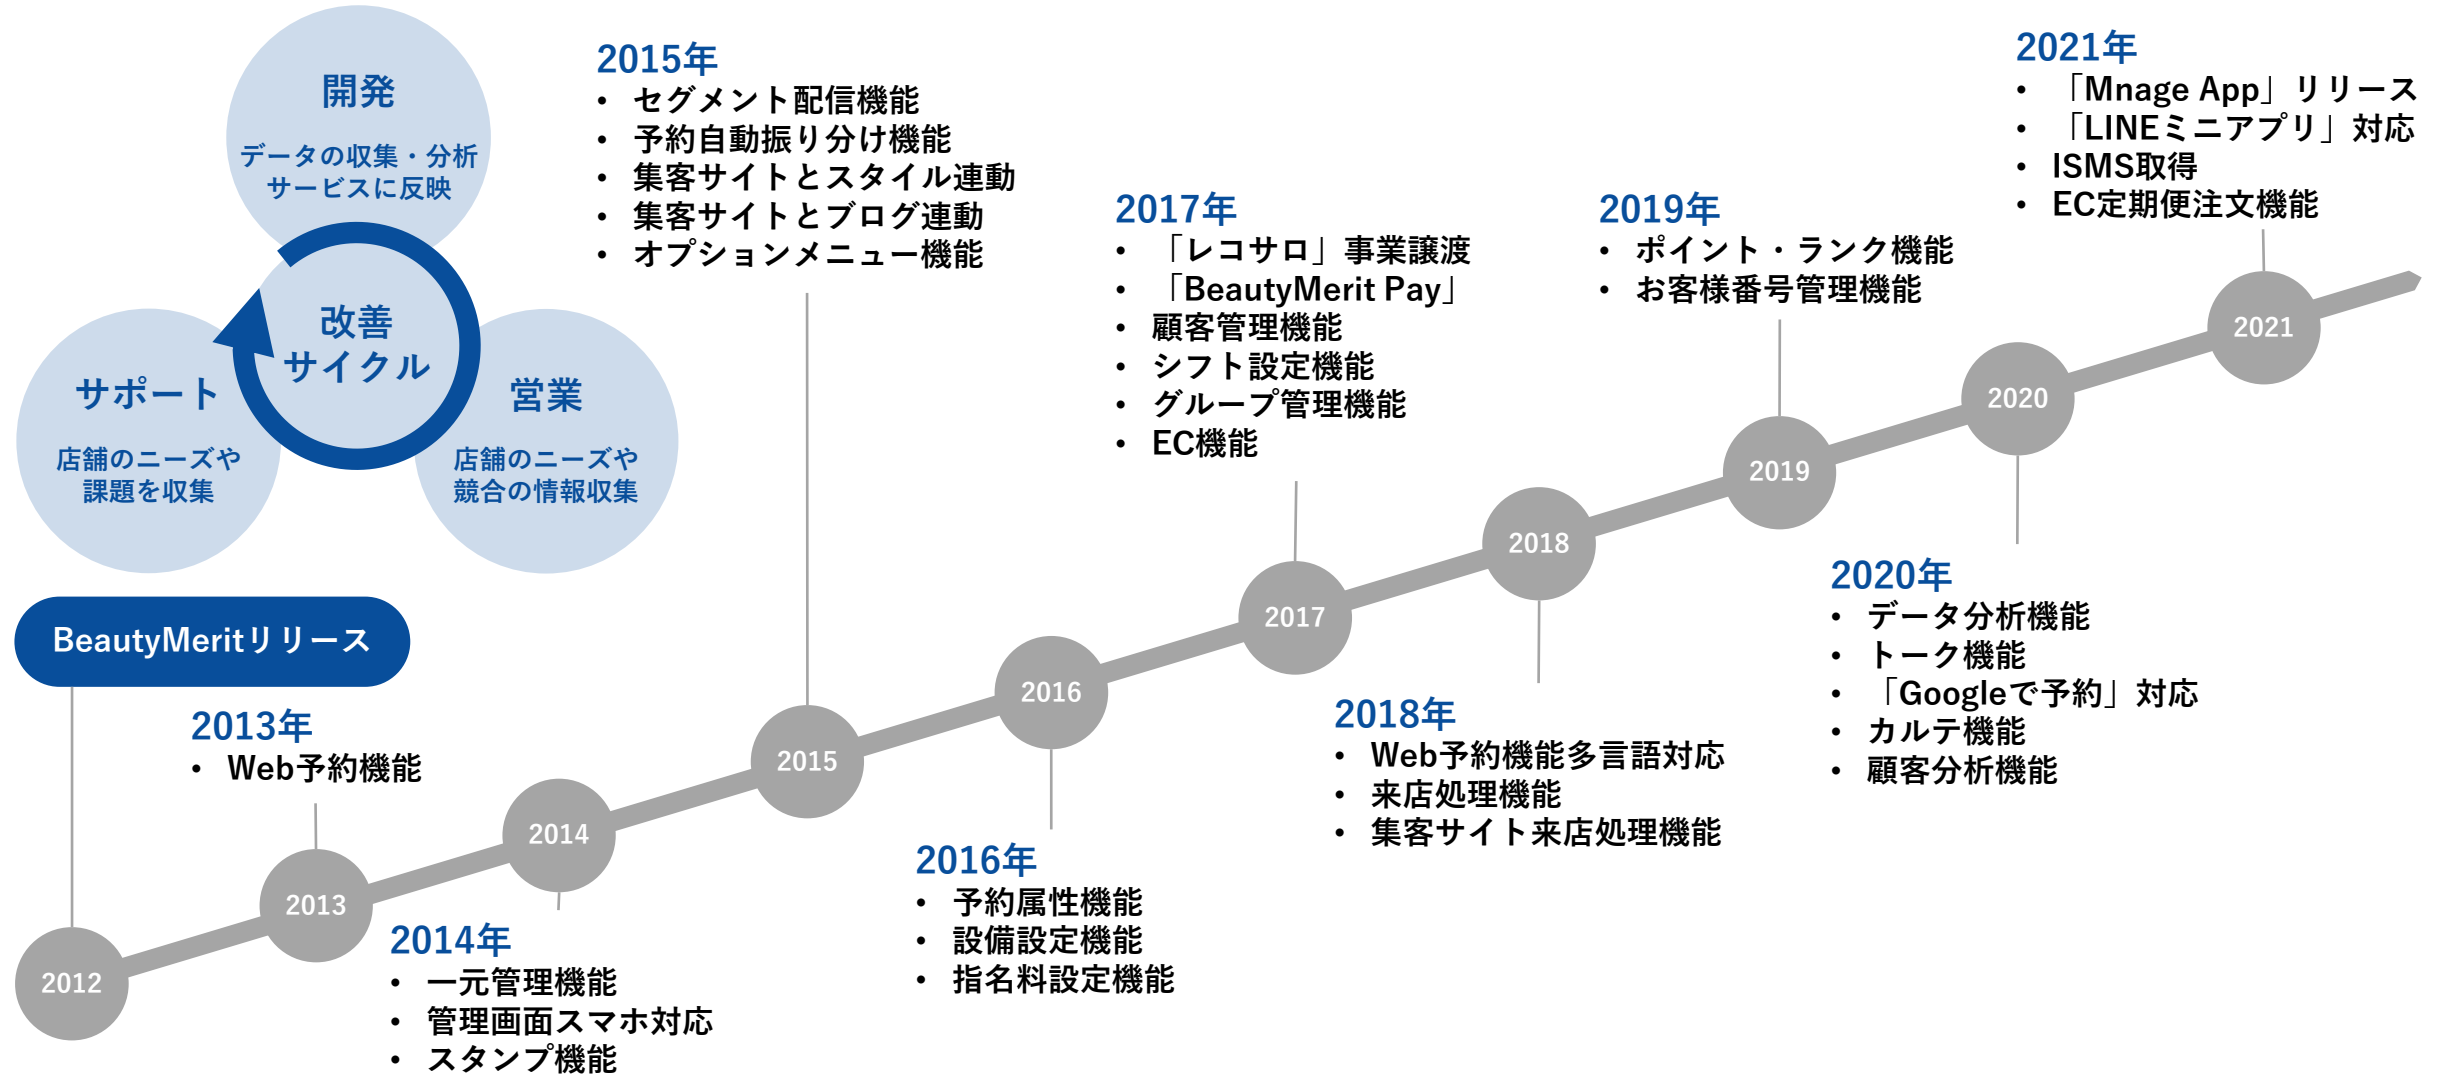 開発
データの収集・分析
サービスに反映
改善
サイクル
サポート
店舗のニーズや
課題を収集
営業
店舗のニーズや
競合の情報収集
BeautyMeritリリース
2012
2013年
• Web予約機能
2013
2014
2014年
• 一元管理機能
• 管理画面スマホ対応
• スタンプ機能
2015年
• セグメント配信機能
• 予約自動振り分け機能
• 集客サイトとスタイル連動
• 集客サイトとブログ連動
• オプションメニュー機能
2015
2016
2016年
• 予約属性機能
• 設備設定機能
• 指名料設定機能
2017年
• 「レコサロ」事業譲渡
• 「BeautyMerit Pay」
• 顧客管理機能
• シフト設定機能
• グループ管理機能
• EC機能
2017
2018
2018年
• Web予約機能多言語対応
• 来店処理機能
• 集客サイト来店処理機能
2019年
• ポイント・ランク機能
• お客様番号管理機能
2019
2020
2020年
• データ分析機能
• トーク機能
• 「Googleで予約」対応
• カルテ機能
• 顧客分析機能
2021年
• 「Mnage App」リリース
• 「LINEミニアプリ」対応
• ISMS取得
• EC定期便注文機能
2021